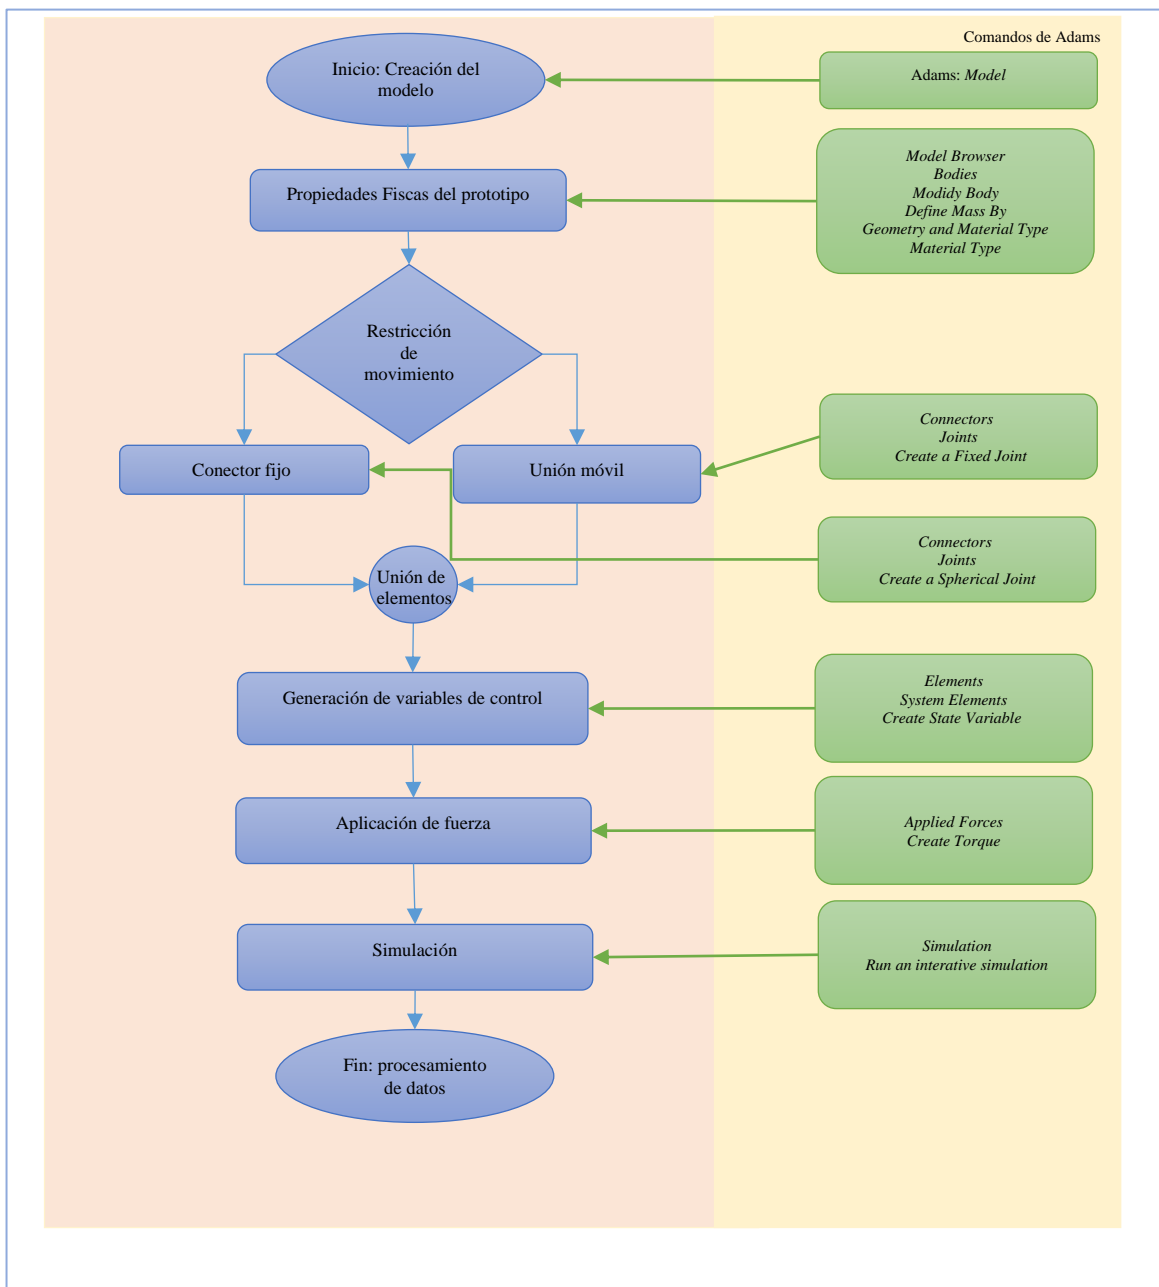 Comandos de Adams
Inicio: Creación del
modelo
Adams: Model
Propiedades Fiscas del prototipo
Model Browser
Bodies
Modidy Body
Define Mass By
Geometry and Material Type
Material Type
Restricción
de
movimiento
Conector fijo
Unión móvil
Connectors
Joints
Create a Fixed Joint
Unión de
elementos
Connectors
Joints
Create a Spherical Joint
Generación de variables de control
Elements
System Elements
Create State Variable
Aplicación de fuerza
Applied Forces
Create Torque
Simulación
Simulation
Run an interative simulation
Fin: procesamiento
de datos